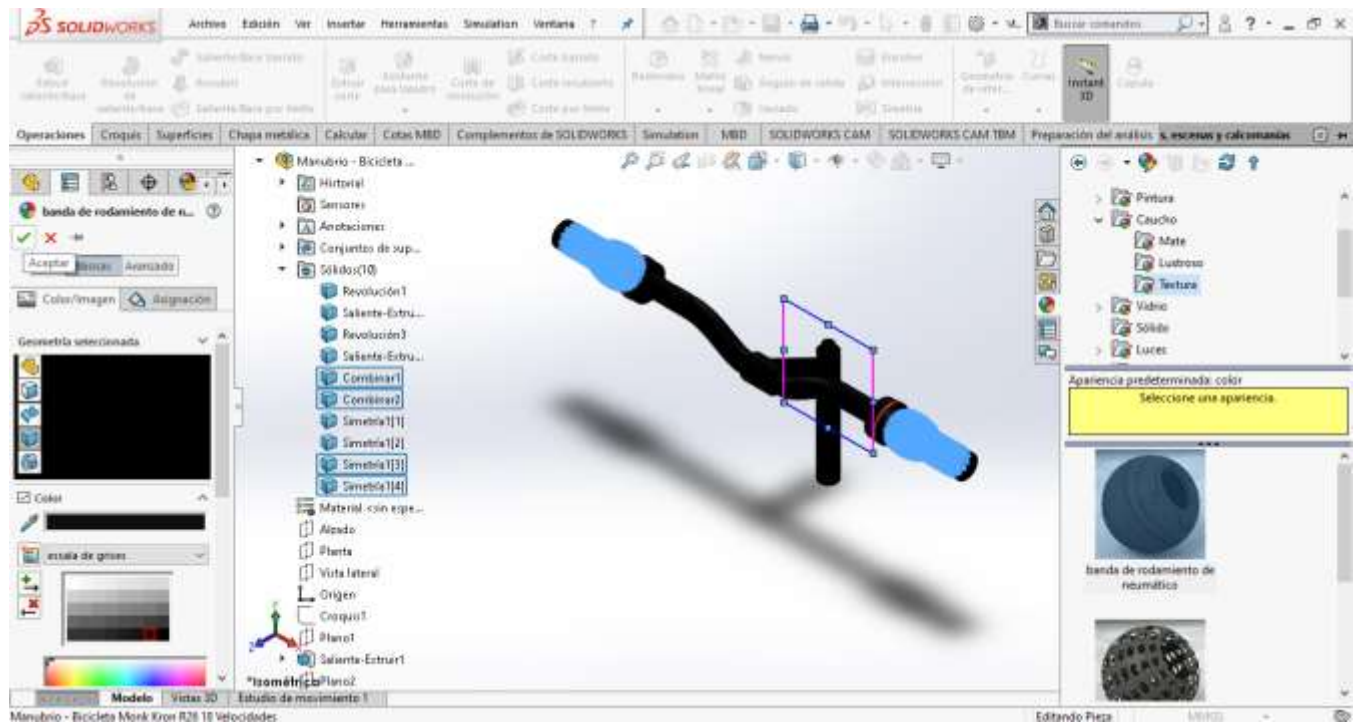 SOLIDWORKS
Archivo Edición Ver Insertar Herramientas Simulation Ventana ?
Buscar comandos
Instant 3D
Operaciones Croquis Superficies Chapa metálica Calcular Cotas MBD Complementos de SOLIDWORKS Simulation MBD SOLIDWORKS CAM SOLIDWORKS CAM TBM Preparación del análisis s, escenas y calcomanías
banda de rodamiento de n...
Aceptar
Avanzado
Color/Imagen Asignación
Geometría seleccionada
Color
escala de grises
Manubrio - Bicicleta ...
Historial
Sensores
Anotaciones
Conjuntos de sup...
Sólidos(10)
Revolución1
Saliente-Extru...
Revolución3
Saliente-Extru...
Combinar1
Combinar2
Simetría1[1]
Simetría1[2]
Simetría1[3]
Simetría1[4]
Material <sin espe...
Alzado
Planta
Vista lateral
Origen
Croquis1
Plano1
Saliente-Extruir1
Plano2
*Isométrica
Pintura
Caucho
Mate
Lustroso
Textura
Vidrio
Sólido
Luces
Apariencia predeterminada: color
Seleccione una apariencia.
banda de rodamiento de
neumático
Modelo Vistas 3D Estudio de movimiento 1
Manubrio - Bicicleta Monk Kron R26 18 Velocidades
Editando Pieza